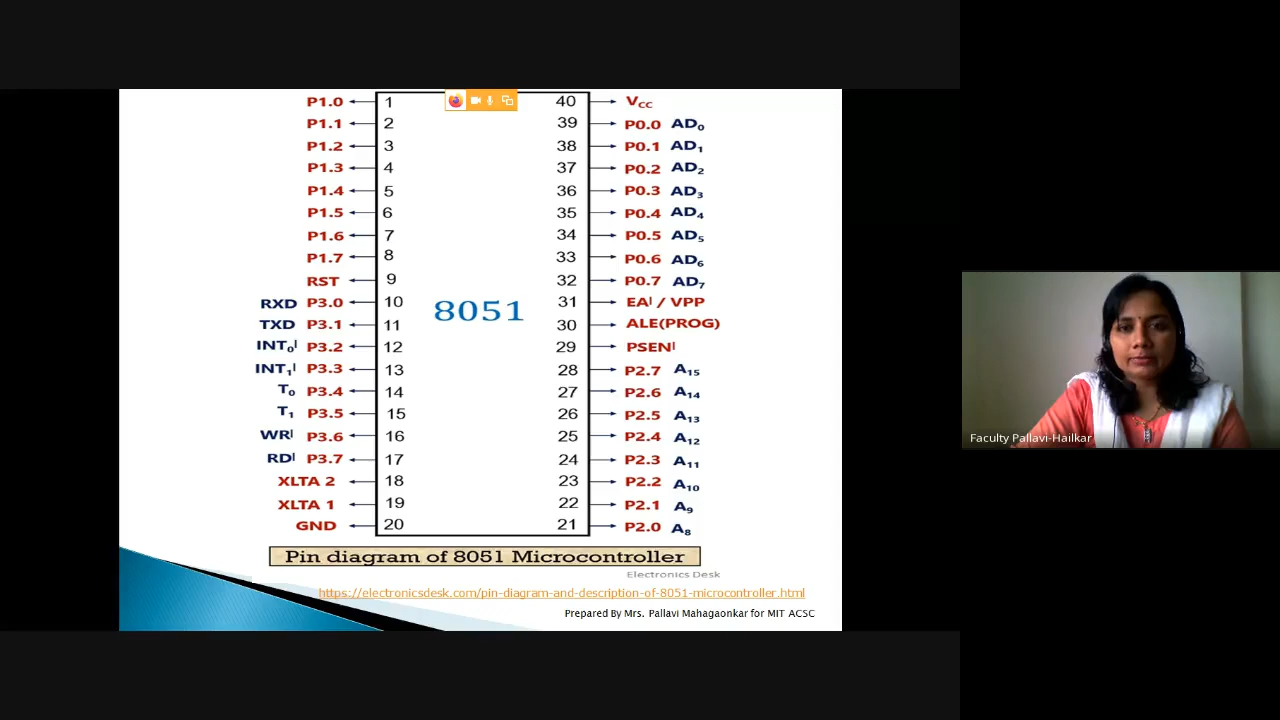 P1.0 1 40 VCC
P1.1 2 39 P0.0 AD0
P1.2 3 38 P0.1 AD1
P1.3 4 37 P0.2 AD2
P1.4 5 36 P0.3 AD3
P1.5 6 35 P0.4 AD4
P1.6 7 34 P0.5 AD5
P1.7 8 33 P0.6 AD6
RST 9 32 P0.7 AD7
RXD P3.0 10 31 EA| / VPP
TXD P3.1 11 30 ALE(PROG)
INT0| P3.2 12 29 PSEN|
INT1| P3.3 13 28 P2.7 A15
T0 P3.4 14 27 P2.6 A14
T1 P3.5 15 26 P2.5 A13
WR| P3.6 16 25 P2.4 A12
RD| P3.7 17 24 P2.3 A11
XLTA 2 18 23 P2.2 A10
XLTA 1 19 22 P2.1 A9
GND 20 21 P2.0 A8
8051
Pin diagram of 8051 Microcontroller
Electronics Desk
https://electronicsdesk.com/pin-diagram-and-description-of-8051-microcontroller.html
Prepared By Mrs. Pallavi Mahagaonkar for MIT ACSC
Faculty Pallavi-Hailkar